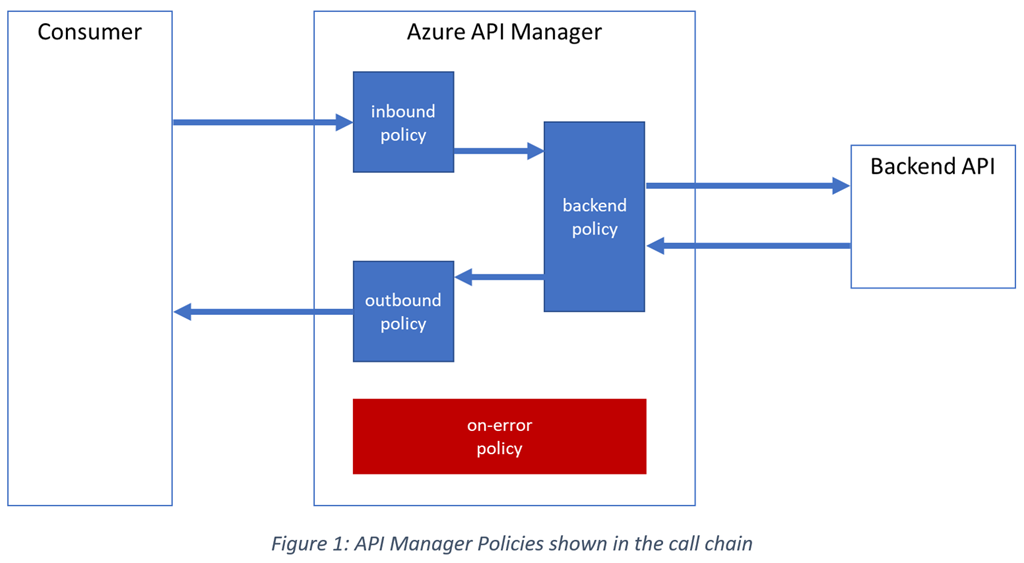 Consumer
Azure API Manager
inbound
policy
backend
policy
Backend API
outbound
policy
on-error
policy
Figure 1: API Manager Policies shown in the call chain